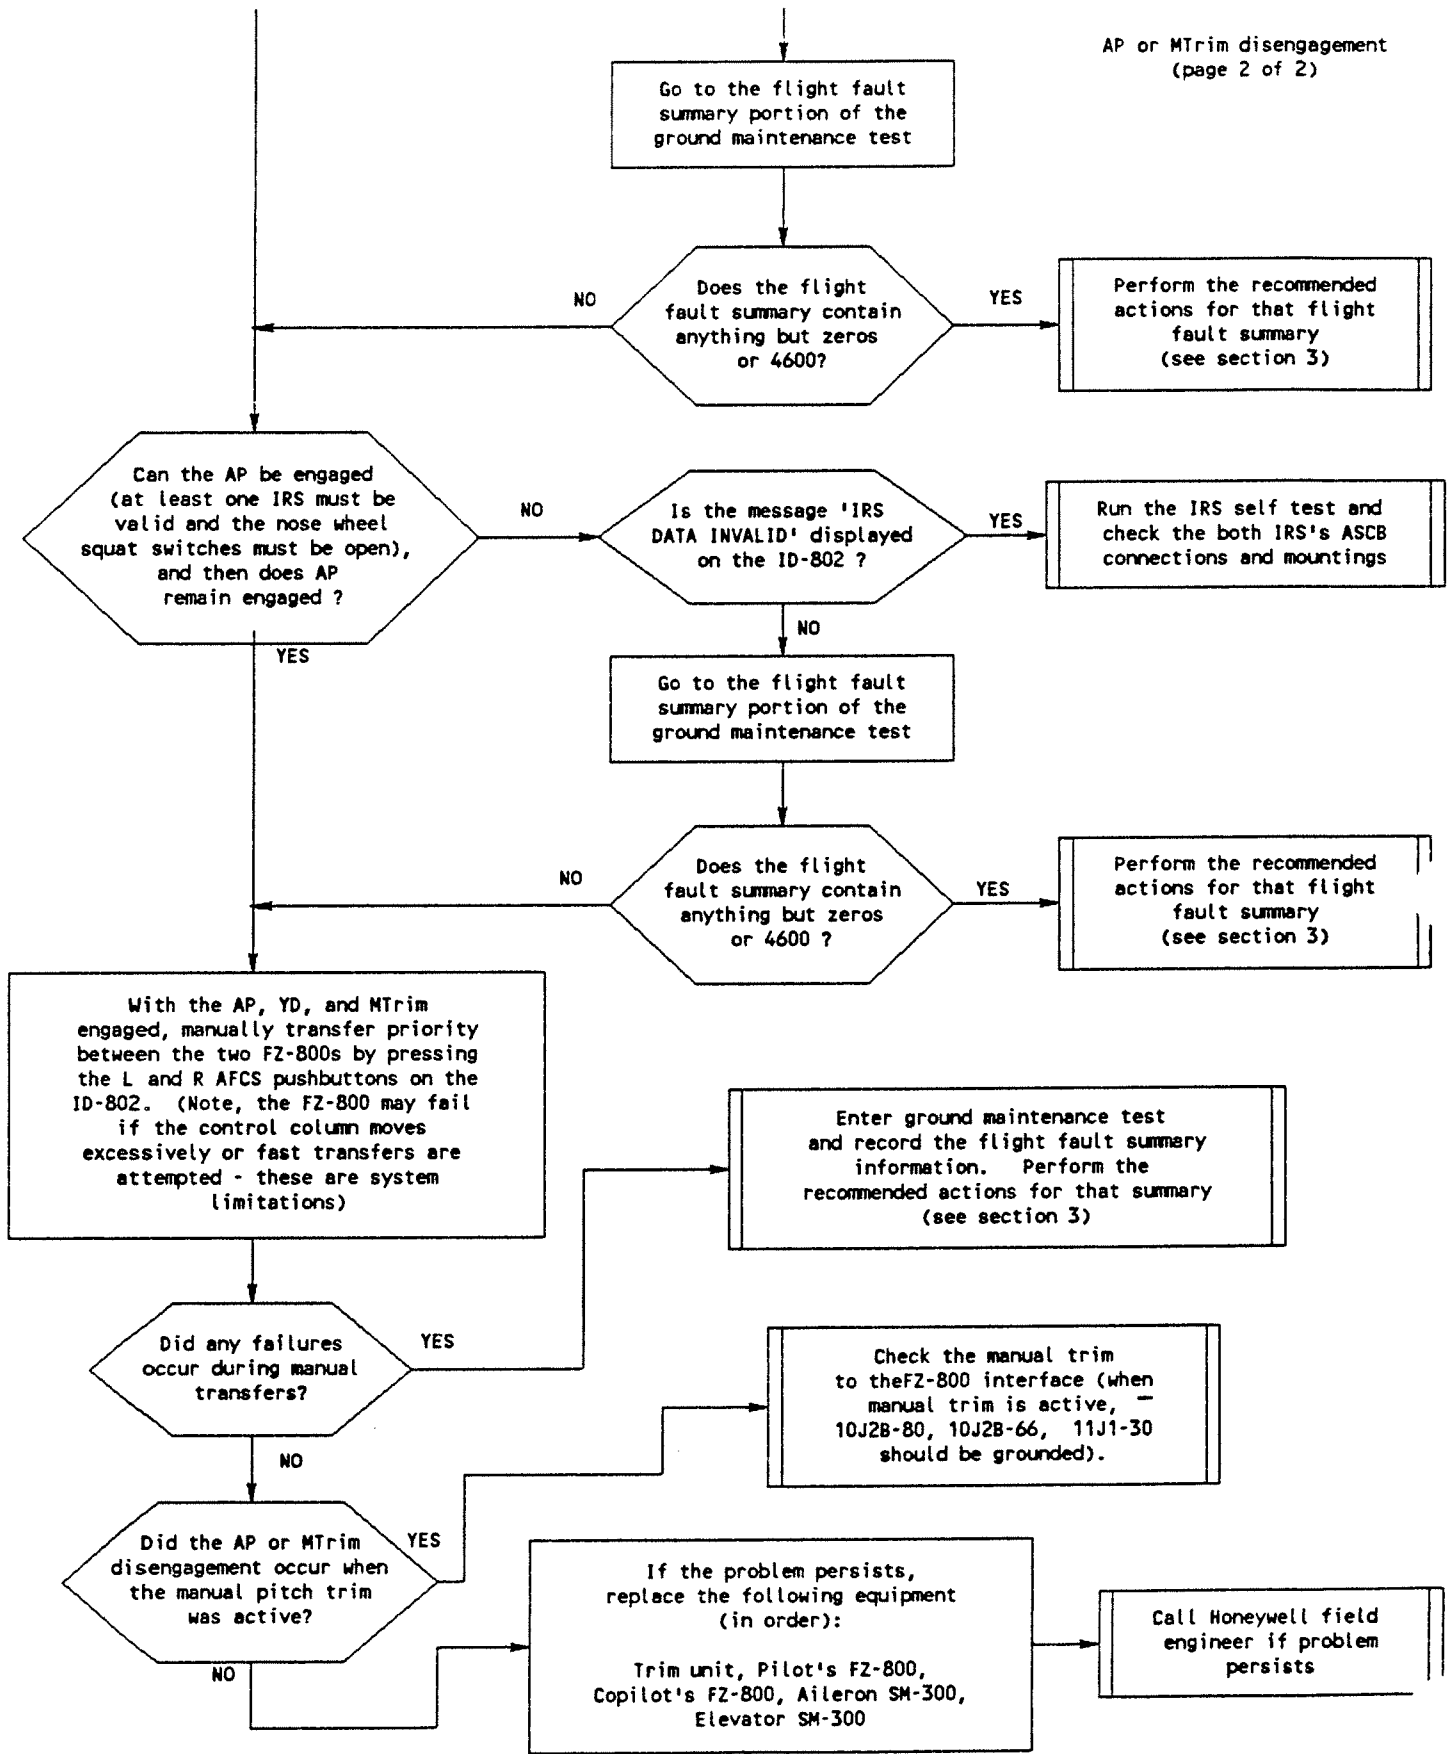 AP or MTrim disengagement
(page 2 of 2)
Go to the flight fault
summary portion of the
ground maintenance test
Does the flight
fault summary contain
anything but zeros
or 4600?
NO
YES
Perform the recommended
actions for that flight
fault summary
(see section 3)
Can the AP be engaged
(at least one IRS must be
valid and the nose wheel
squat switches must be open),
and then does AP
remain engaged ?
NO
YES
Is the message 'IRS
DATA INVALID' displayed
on the ID-802 ?
YES
NO
Run the IRS self test and
check the both IRS's ASCB
connections and mountings
Go to the flight fault
summary portion of the
ground maintenance test
Does the flight
fault summary contain
anything but zeros
or 4600 ?
NO
YES
Perform the recommended
actions for that flight
fault summary
(see section 3)
With the AP, YD, and MTrim
engaged, manually transfer priority
between the two FZ-800s by pressing
the L and R AFCS pushbuttons on the
ID-802. (Note, the FZ-800 may fail
if the control column moves
excessively or fast transfers are
attempted - these are system
limitations)
Enter ground maintenance test
and record the flight fault summary
information. Perform the
recommended actions for that summary
(see section 3)
Did any failures
occur during manual
transfers?
YES
NO
Check the manual trim
to theFZ-800 interface (when
manual trim is active,
10J2B-80, 10J2B-66, 11J1-30
should be grounded).
Did the AP or MTrim
disengagement occur when
the manual pitch trim
was active?
YES
NO
If the problem persists,
replace the following equipment
(in order):
Trim unit, Pilot's FZ-800,
Copilot's FZ-800, Aileron SM-300,
Elevator SM-300
Call Honeywell field
engineer if problem
persists